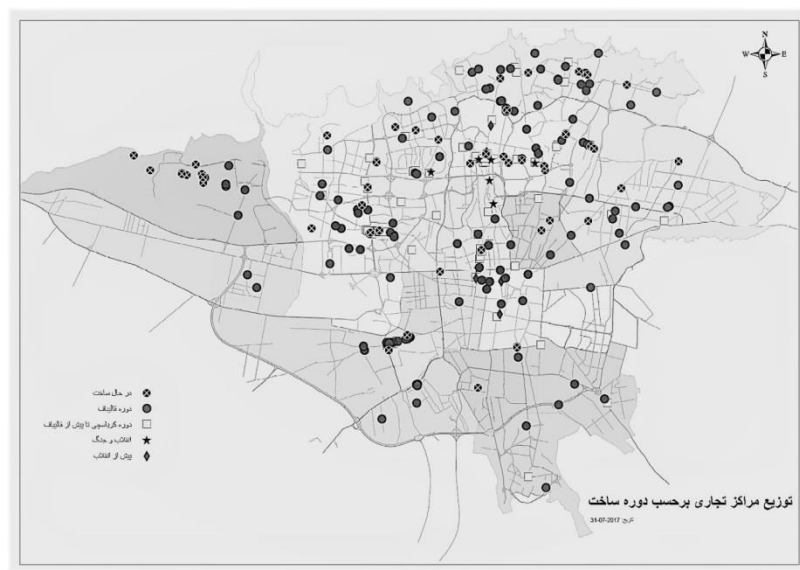 N
W E
S
در حال ساخت
دوره قالیباف
دوره کرباسچی تا پیش از قالیباف
انقلاب و جنگ
پیش از انقلاب
توزیع مراکز تجاری برحسب دوره ساخت
تاریخ: 31-07-2017